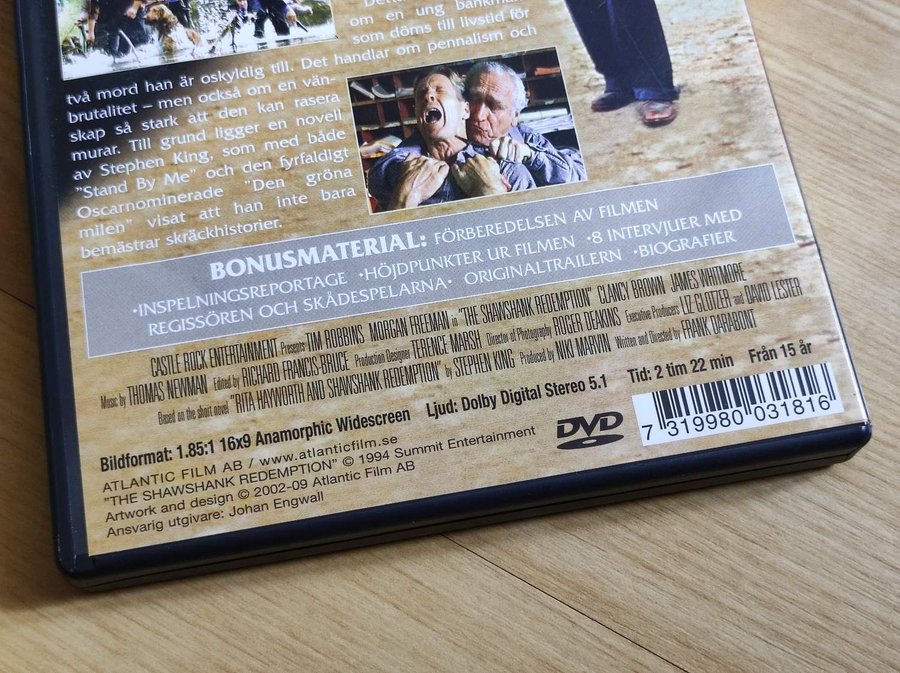 om en ung bankman
som döms till livstid för
två mord han är oskyldig till. Det handlar om pennalism och
brutalitet – men också om en vän-
skap så stark att den kan rasera
murar. Till grund ligger en novell
av Stephen King, som med både
"Stand By Me" och den fyrfaldigt
Oscarnominerade "Den gröna
milen" visat att han inte bara
bemästrar skräckhistorier.
BONUSMATERIAL: FÖRBEREDELSEN AV FILMEN
·INSPELNINGSREPORTAGE ·HÖJDPUNKTER UR FILMEN ·8 INTERVJUER MED
REGISSÖREN OCH SKÅDESPELARNA· ORIGINALTRAILERN ·BIOGRAFIER
CASTLE ROCK ENTERTAINMENT Presents TIM ROBBINS MORGAN FREEMAN in "THE SHAWSHANK REDEMPTION" CLANCY BROWN JAMES WHITMORE
Music by THOMAS NEWMAN Edited by RICHARD FRANCIS-BRUCE Production Designer TERENCE MARSH Director of Photography ROGER DEAKINS Executive Producers LIZ GLOTZER and DAVID LESTER
Based on the short novel "RITA HAYWORTH AND SHAWSHANK REDEMPTION" by STEPHEN KING Produced by NIKI MARVIN Written and Directed by FRANK DARABONT
Bildformat: 1.85:1 16x9 Anamorphic Widescreen Ljud: Dolby Digital Stereo 5.1 Tid: 2 tim 22 min Från 15 år
ATLANTIC FILM AB / www.atlanticfilm.se
"THE SHAWSHANK REDEMPTION" © 1994 Summit Entertainment
Artwork and design © 2002-09 Atlantic Film AB
Ansvarig utgivare: Johan Engwall
DVD
7 319980 031816